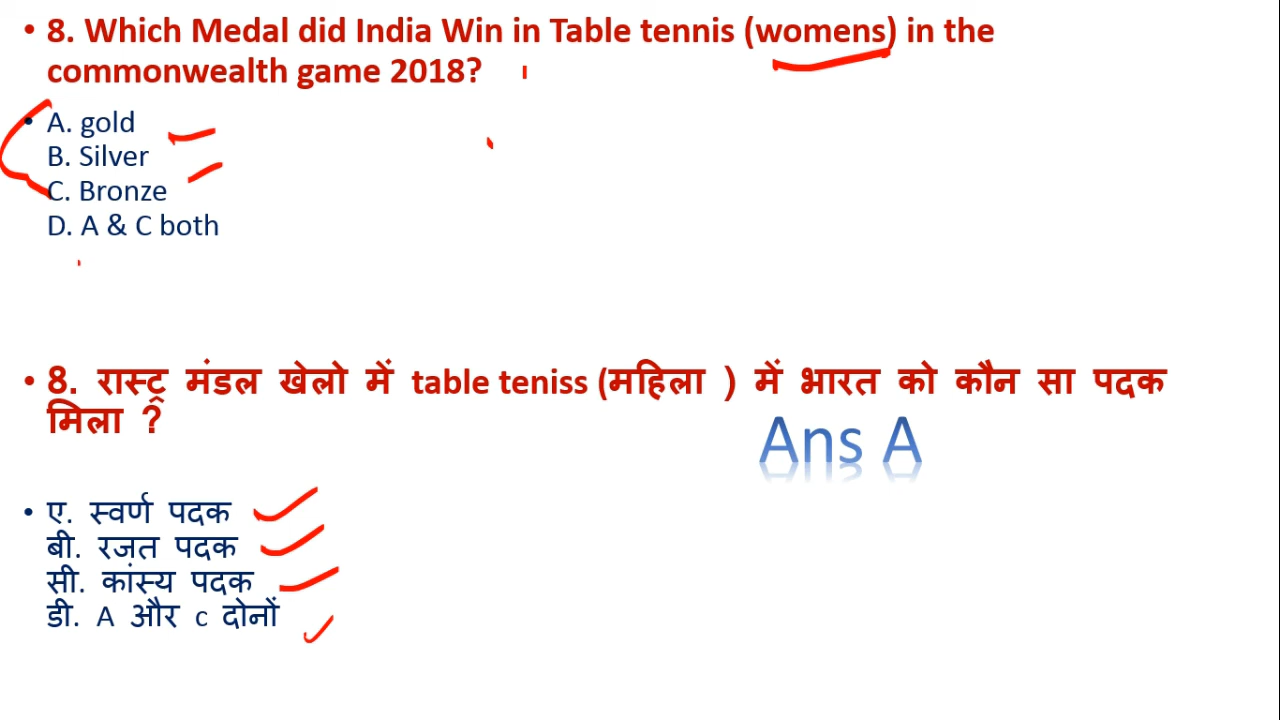 • 8. Which Medal did India Win in Table tennis (womens) in the
commonwealth game 2018?
• A. gold
B. Silver
C. Bronze
D. A & C both
• 8. रास्ट्र मंडल खेलो में table teniss (महिला ) में भारत को कौन सा पदक
मिला ?
Ans A
• ए. स्वर्ण पदक
बी. रजत पदक
सी. कांस्य पदक
डी. A और c दोनों